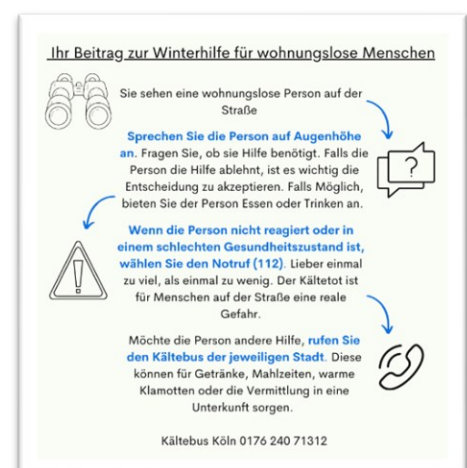 Ihr Beitrag zur Winterhilfe für wohnungslose Menschen
Sie sehen eine wohnungslose Person auf der
Straße
Sprechen Sie die Person auf Augenhöhe
an. Fragen Sie, ob sie Hilfe benötigt. Falls die
Person die Hilfe ablehnt, ist es wichtig die
Entscheidung zu akzeptieren. Falls Möglich,
bieten Sie der Person Essen oder Trinken an.
?
Wenn die Person nicht reagiert oder in
einem schlechten Gesundheitszustand ist,
wählen Sie den Notruf (112). Lieber einmal
zu viel, als einmal zu wenig. Der Kältetot ist
für Menschen auf der Straße eine reale
Gefahr.
!
Möchte die Person andere Hilfe, rufen Sie
den Kältebus der jeweiligen Stadt. Diese
können für Getränke, Mahlzeiten, warme
Klamotten oder die Vermittlung in eine
Unterkunft sorgen.
Kältebus Köln 0176 240 71312